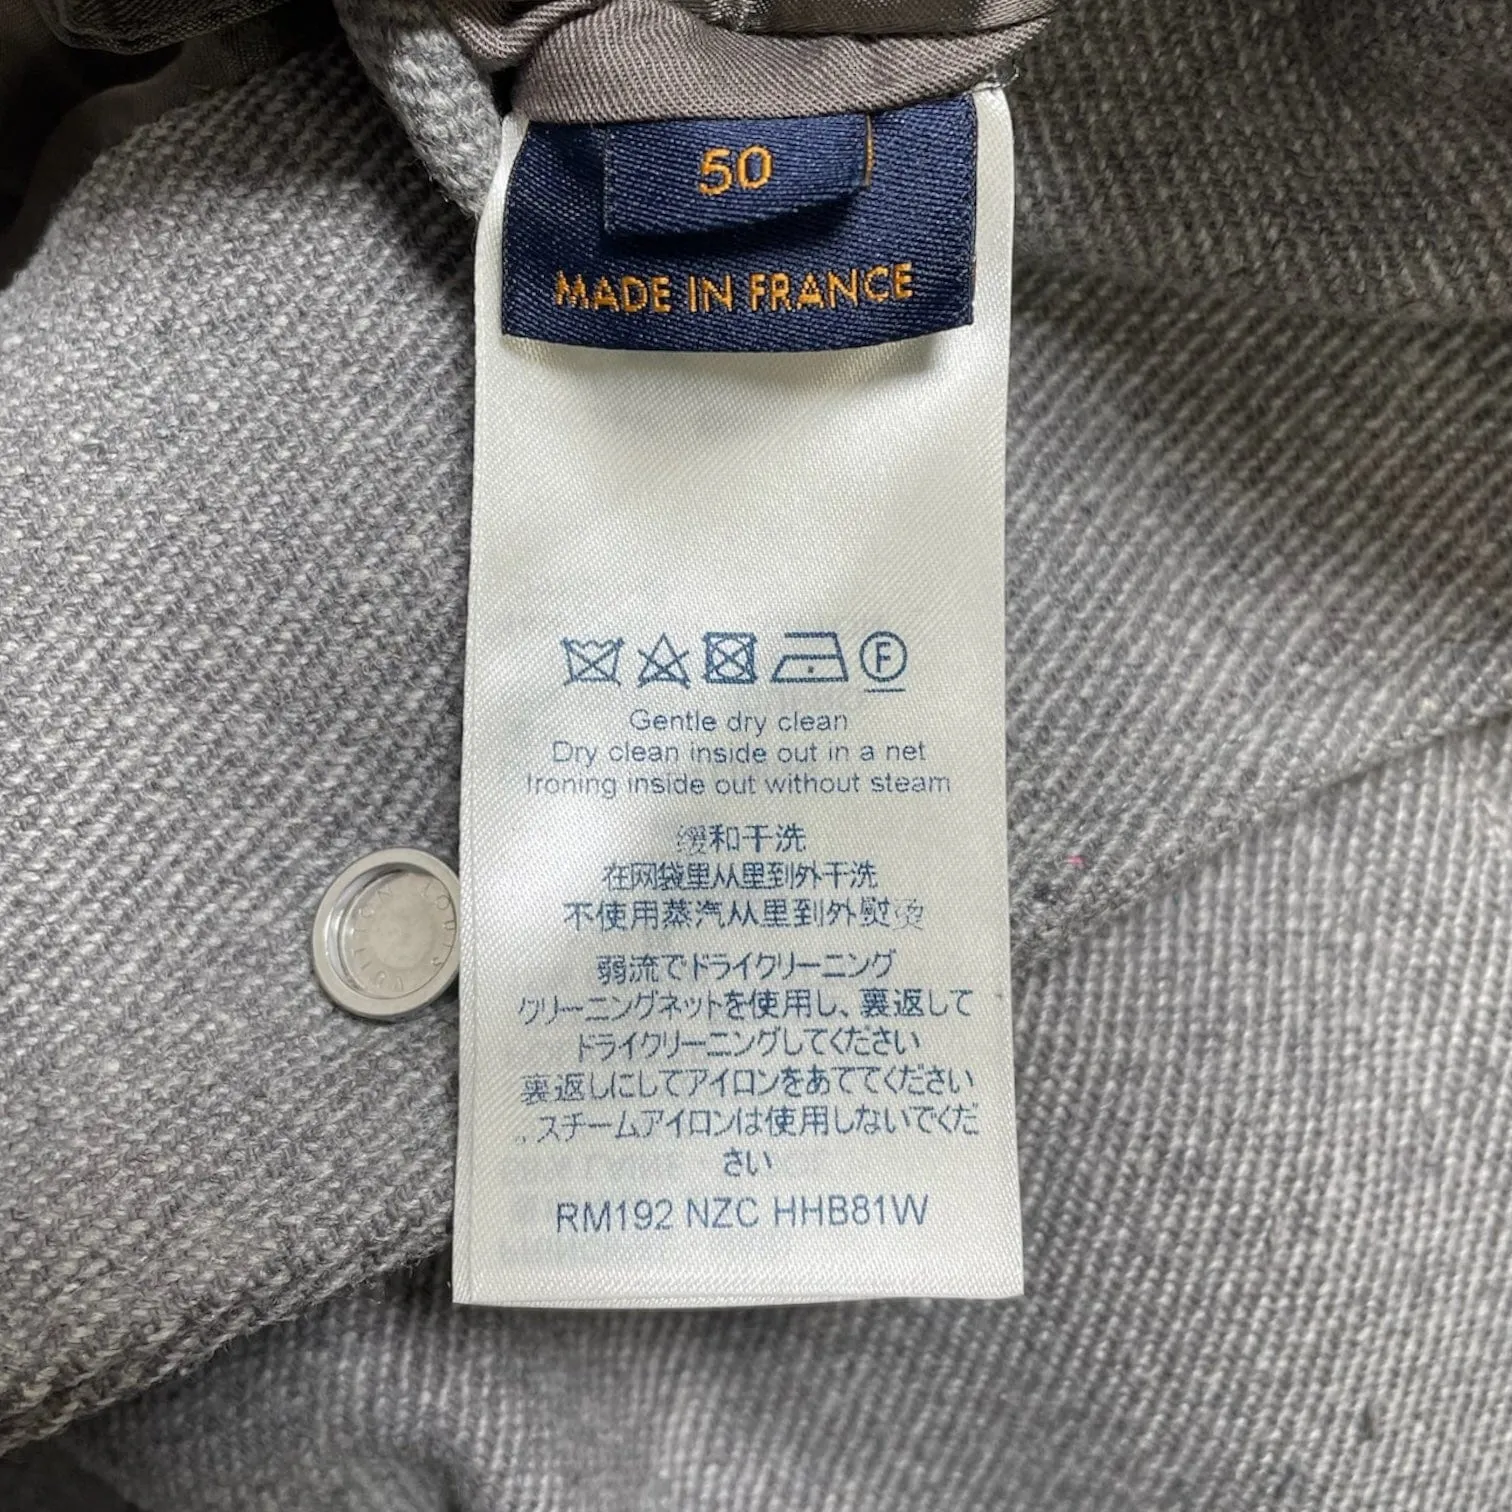 50
MADE IN FRANCE
F
Gentle dry clean
Dry clean inside out in a net
Ironing inside out without steam
缓和干洗
在网袋里从里到外干洗
不使用蒸汽从里到外熨烫
弱流でドライクリーニング
クリーニングネットを使用し、裏返して
ドライクリーニングしてください
裏返しにしてアイロンをあててください
。スチームアイロンは使用しないでくだ
さい
RM192 NZC HHB81W
LOUIS VUITTON